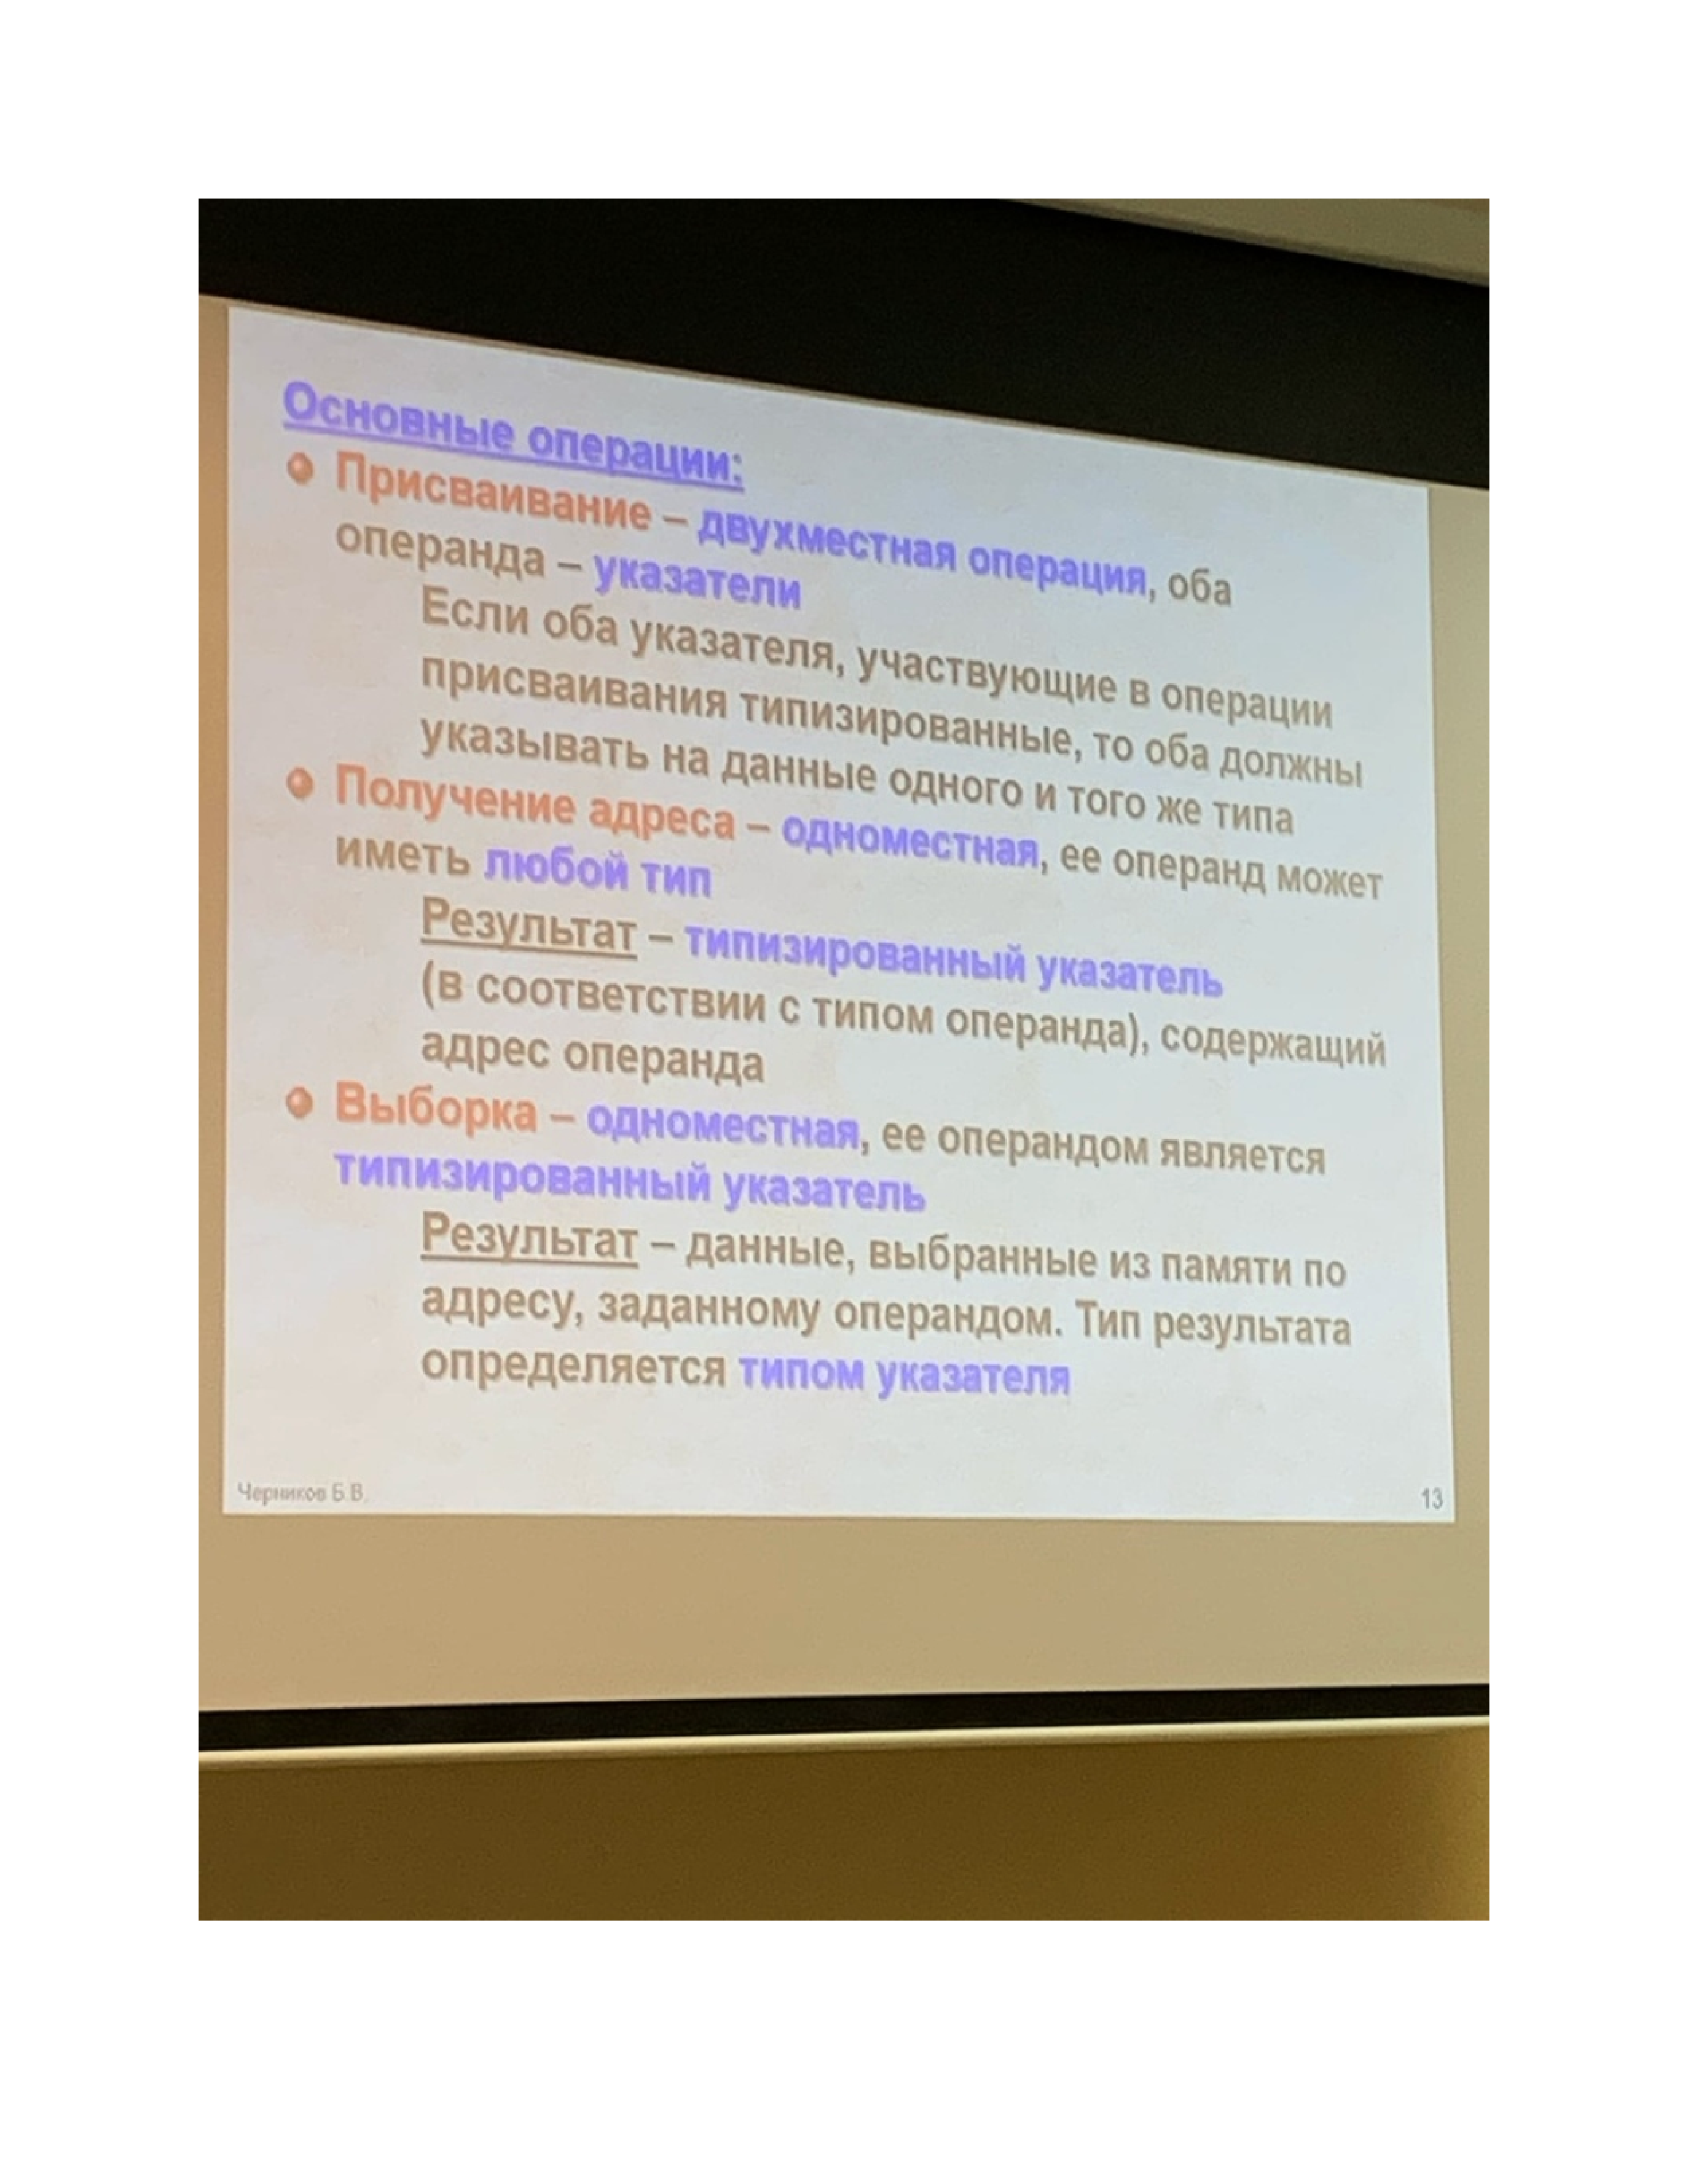 Основные операции:
Присваивание – двухместная операция, оба
операнда – указатели
Если оба указателя, участвующие в операции
присваивания типизированные, то оба должны
указывать на данные одного и того же типа
Получение адреса – одноместная, ее операнд может
иметь любой тип
Результат – типизированный указатель
(в соответствии с типом операнда), содержащий
адрес операнда
Выборка – одноместная, ее операндом является
типизированный указатель
Результат – данные, выбранные из памяти по
адресу, заданному операндом. Тип результата
определяется типом указателя
Черников Б.В.
13